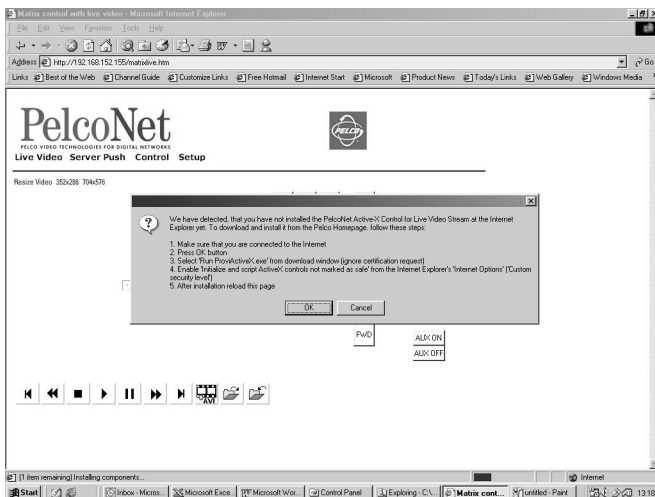 Matrix control with live video - Microsoft Internet Explorer
File Edit View Favorites Tools Help
Address http://192.168.152.155/matrixlive.htm Go
Links Best of the Web Channel Guide Customize Links Free Hotmail Internet Start Microsoft Product News Today's Links Web Gallery Windows Media
PelcoNet
PELCO VIDEO TECHNOLOGIES FOR DIGITAL NETWORKS
PELCO
Live Video Server Push Control Setup
Resize Video 352x288 704x576
We have detected, that you have not installed the PelcoNet Active-X Control for Live Video Stream at the Internet
Explorer yet. To download and install it from the Pelco Homepage. follow these steps:
1. Make sure that you are connected to the Internet
2. Press OK button
3. Select 'Run ProviActiveX.exe' from download window (ignore certification request)
4. Enable 'Initialize and script ActiveX controls not marked as safe' from the Internet Explorer's 'Internet Options' ('Custom
security level')
5. After installation reload this page
OK Cancel
FWD
AUX ON
AUX OFF
AVI
(1 item remaining) Installing components... Internet
Start Inbox - Micros... Microsoft Exce... Microsoft Wor... Control Panel Exploring - C:\... Matrix cont... untitled - Paint 13:18